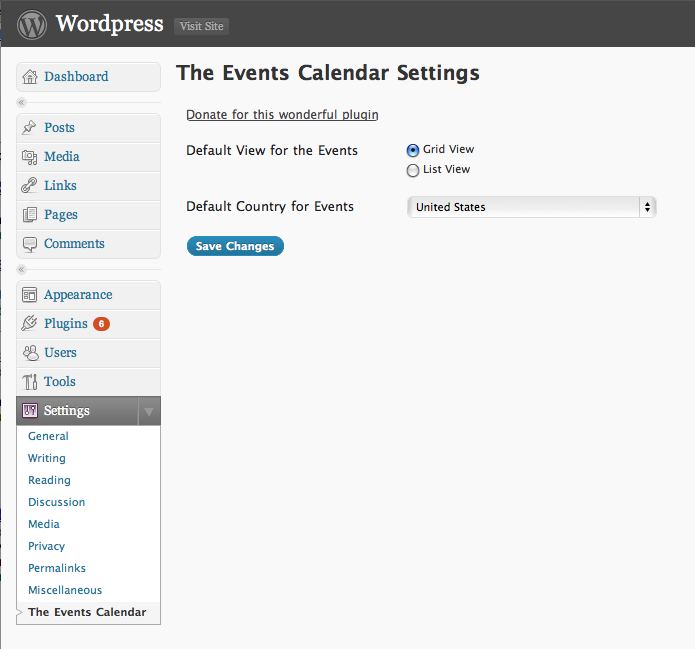 Wordpress Visit Site
Dashboard
«
Posts
Media
Links
Pages
Comments
«
Appearance
Plugins 6
Users
Tools
Settings
General
Writing
Reading
Discussion
Media
Privacy
Permalinks
Miscellaneous
The Events Calendar
The Events Calendar Settings
Donate for this wonderful plugin
Default View for the Events
Grid View
List View
Default Country for Events
United States
Save Changes